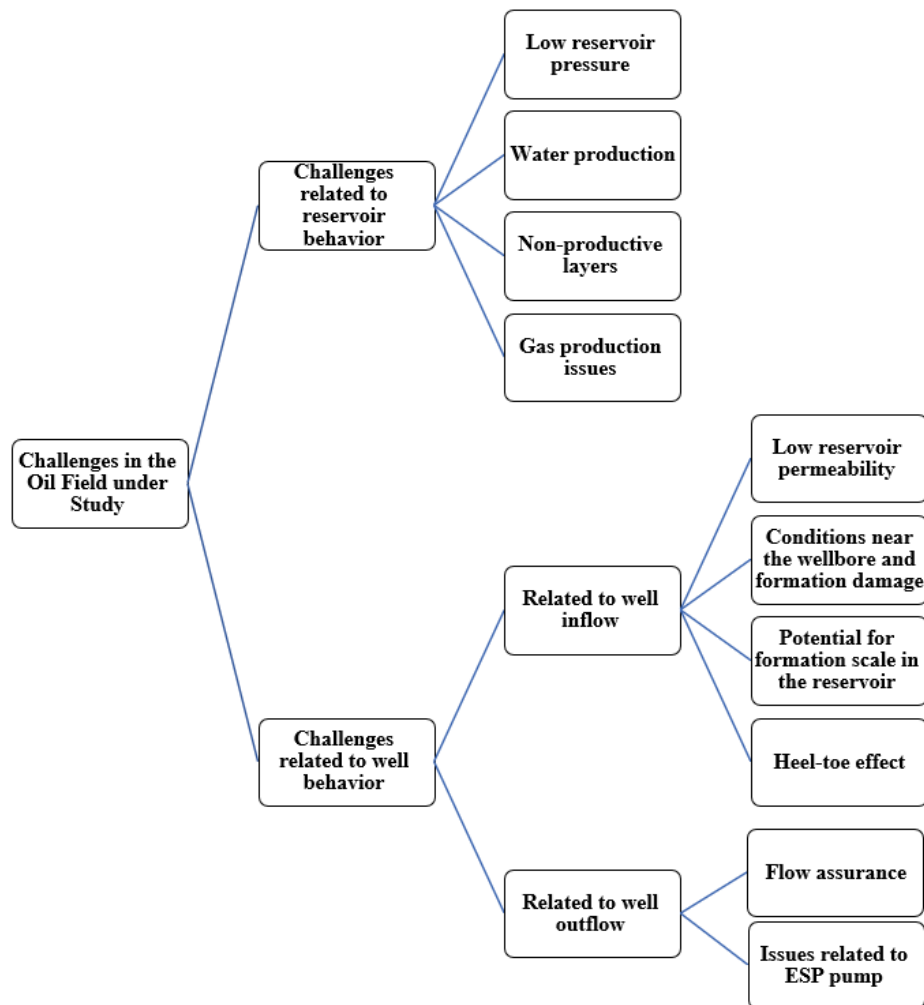 Low reservoir
pressure
Water production
Challenges
related to
reservoir
behavior
Non-productive
layers
Gas production
issues
Challenges in the
Oil Field under
Study
Low reservoir
permeability
Conditions near
the wellbore and
formation damage
Related to well
inflow
Potential for
formation scale in
the reservoir
Challenges
related to well
behavior
Heel-toe effect
Flow assurance
Related to well
outflow
Issues related to
ESP pump